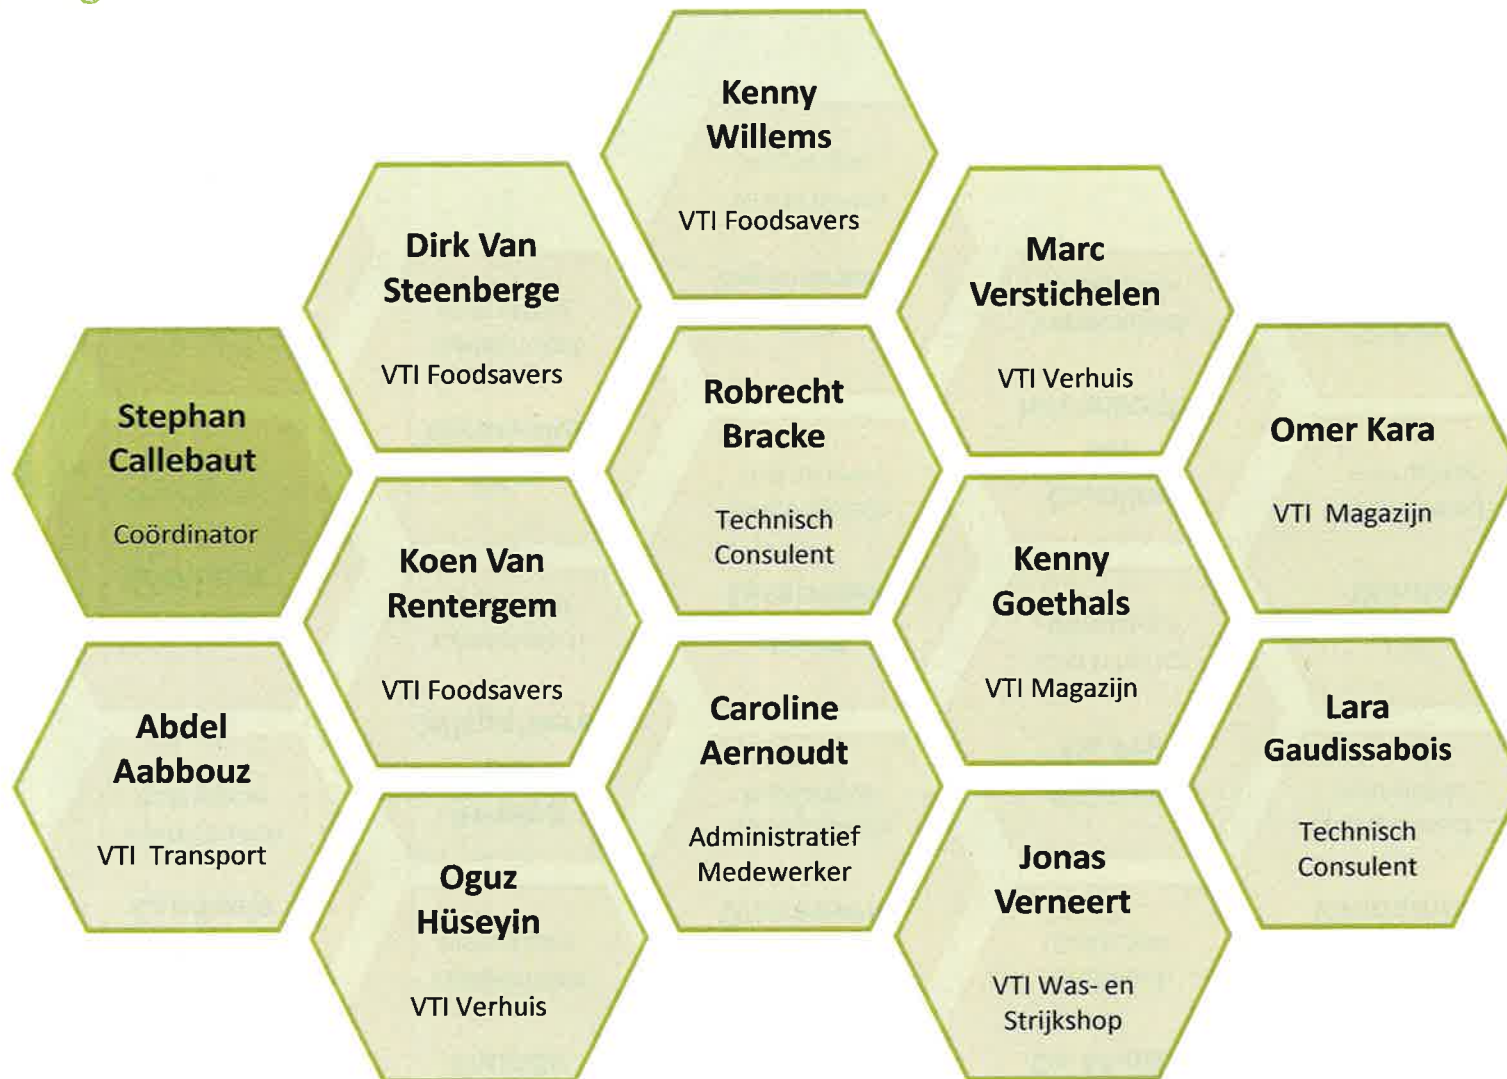 Kenny
Willems
VTI Foodsavers
Dirk Van
Steenberge
VTI Foodsavers
Marc
Verstichelen
VTI Verhuis
Stephan
Callebaut
Coördinator
Robrecht
Bracke
Technisch
Consulent
Omer Kara
VTI Magazijn
Koen Van
Rentergem
VTI Foodsavers
Kenny
Goethals
VTI Magazijn
Abdel
Aabbouz
VTI Transport
Caroline
Aernoudt
Administratief
Medewerker
Lara
Gaudissabois
Technisch
Consulent
Oguz
Hüseyin
VTI Verhuis
Jonas
Verneert
VTI Was- en
Strijkshop